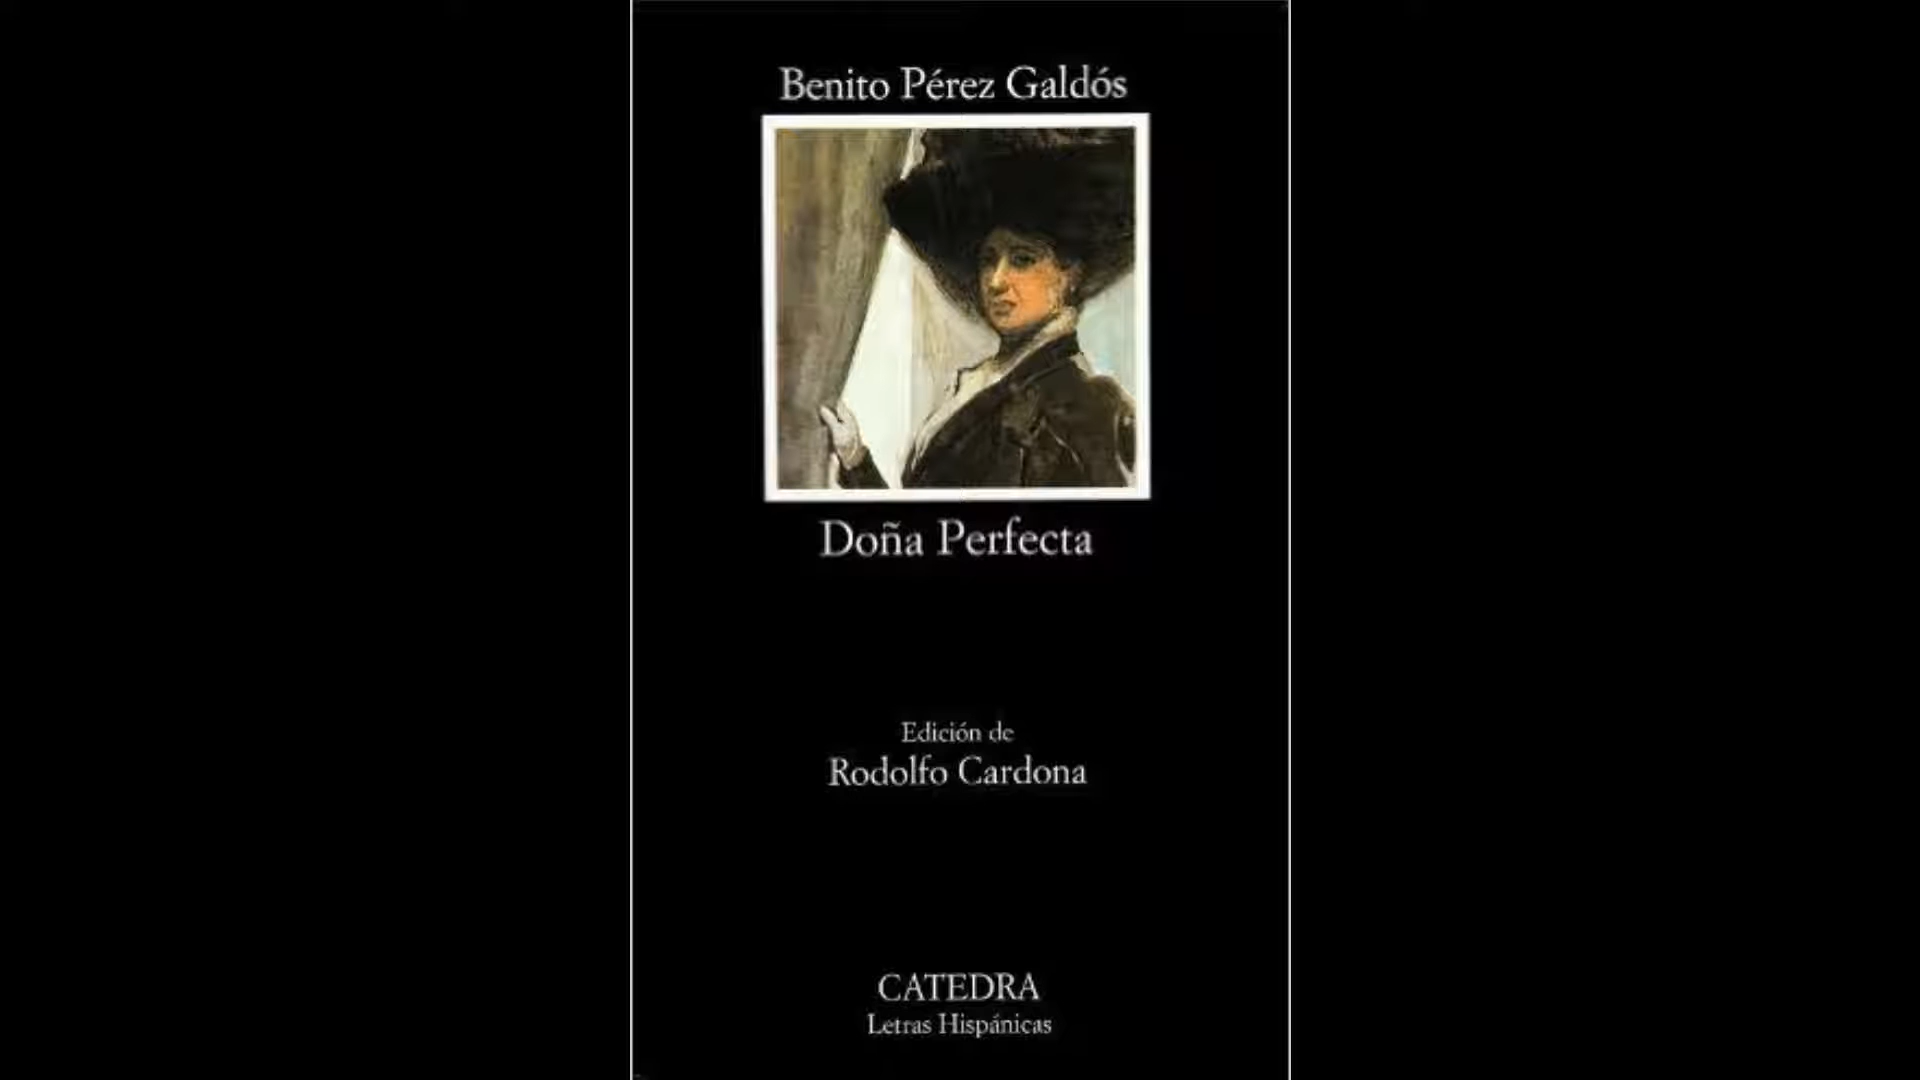 Benito Pérez Galdós
Doña Perfecta
Edición de
Rodolfo Cardona
CATEDRA
Letras Hispánicas